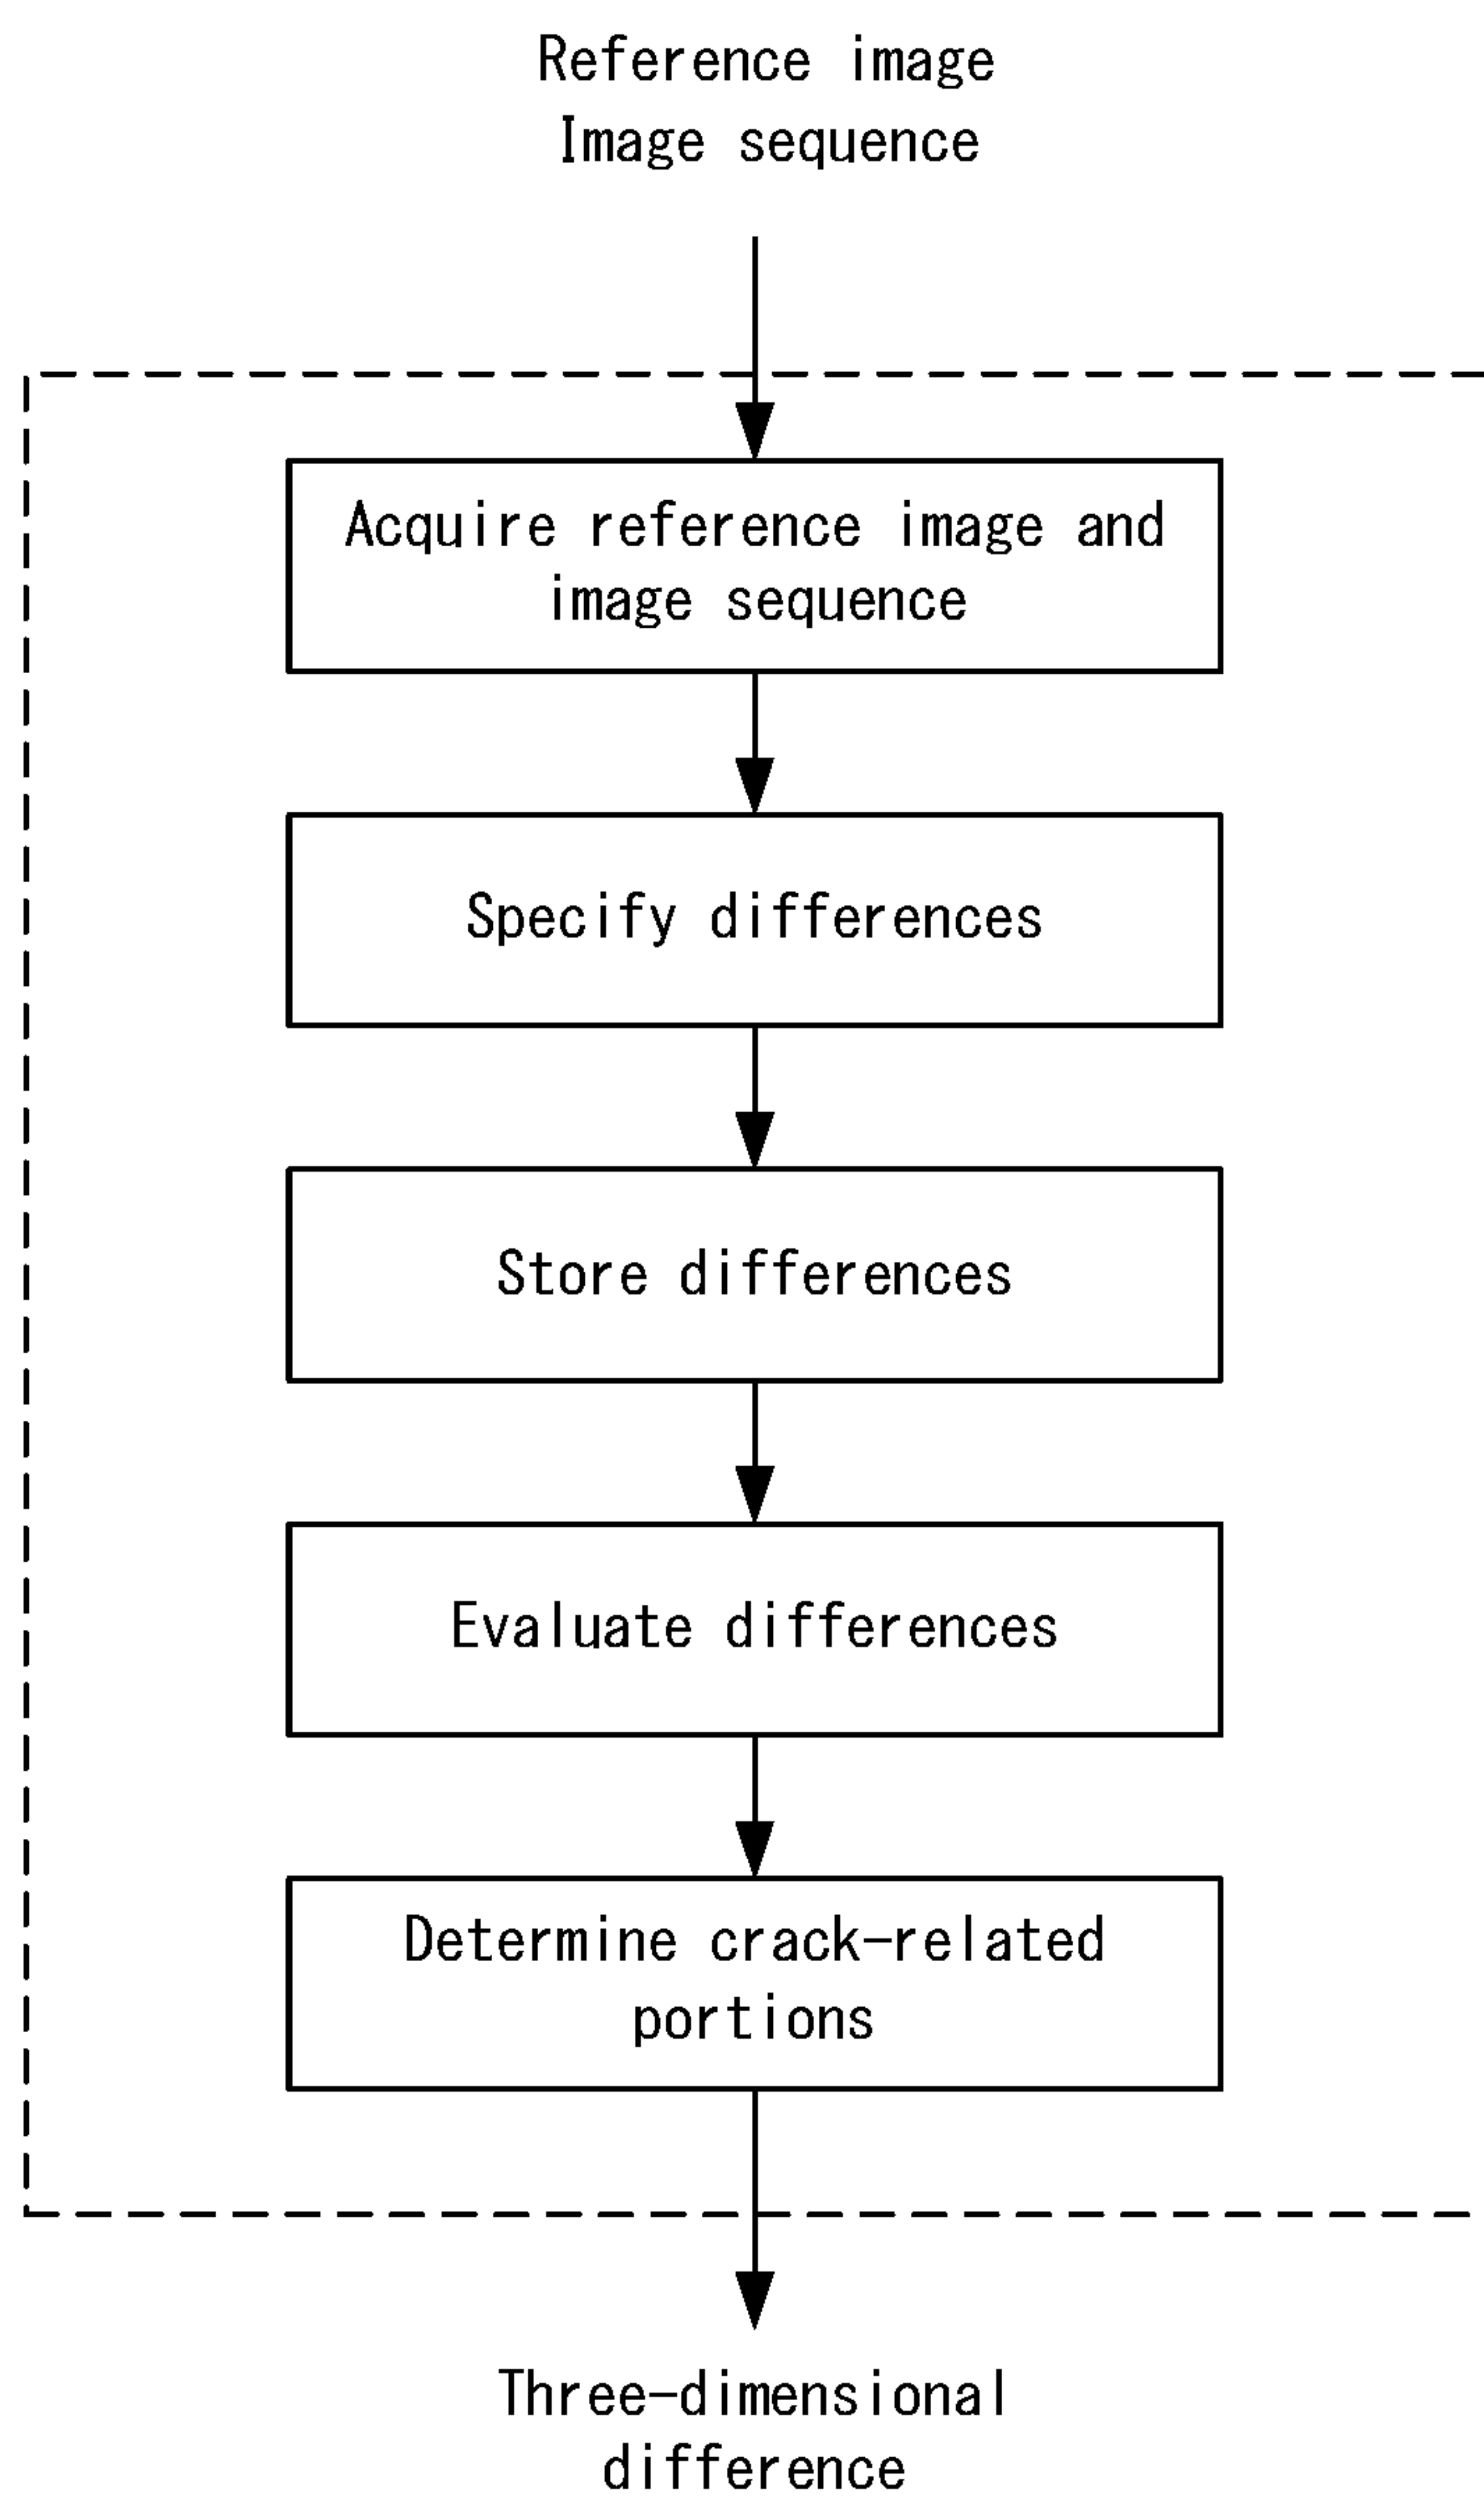 Reference image
Image sequence
Acquire reference image and
image sequence
Specify differences
Store differences
Evaluate differences
Determine crack-related
portions
Three-dimensional
difference